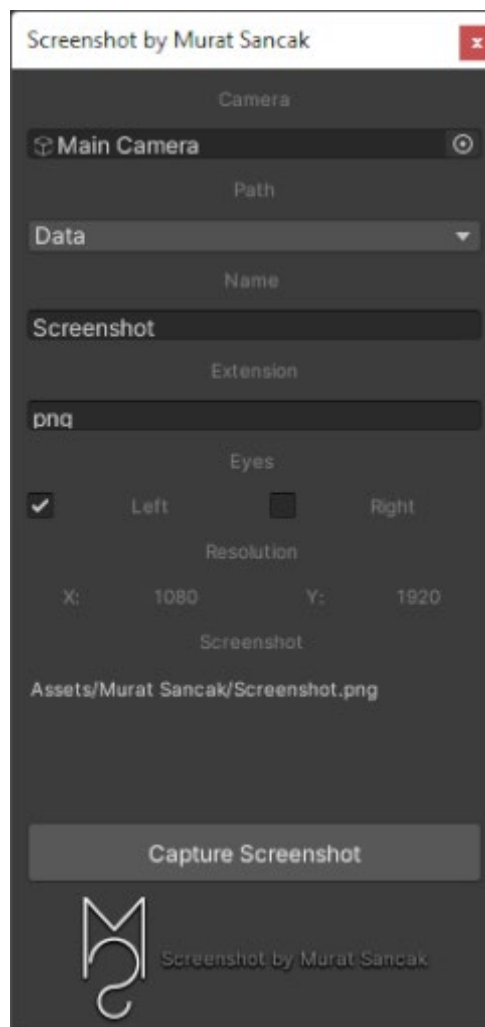 Screenshot by Murat Sancak
x
Camera
Main Camera
Path
Data
Name
Screenshot
Extension
png
Eyes
Left Right
Resolution
X: 1080 Y: 1920
Screenshot
Assets/Murat Sancak/Screenshot.png
Capture Screenshot
Screenshot by Murat Sancak